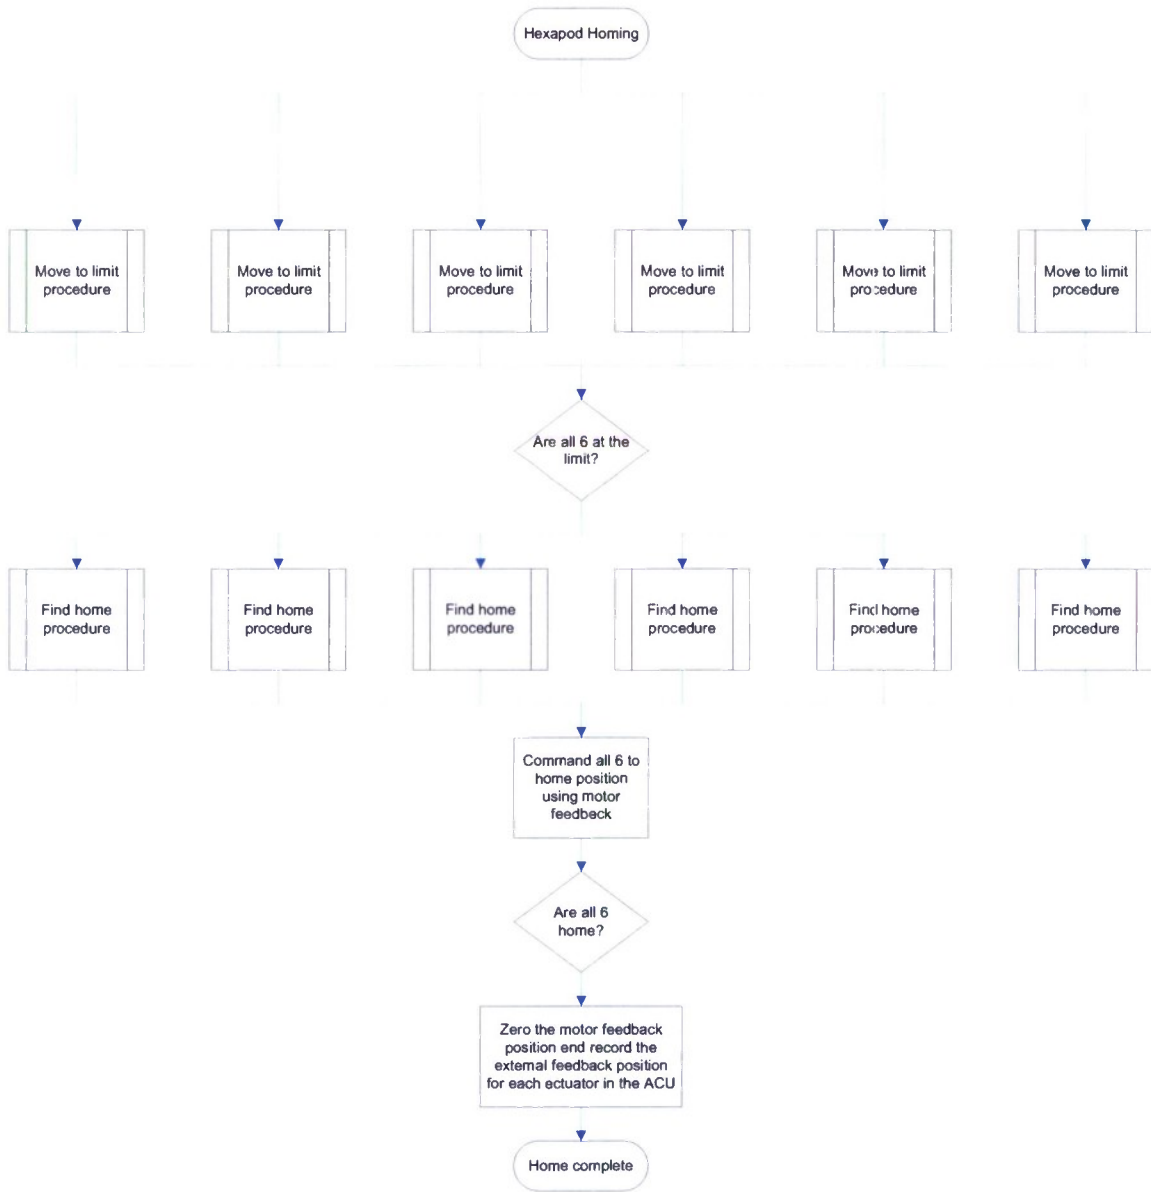 Hexapod Homing
Move to limit
procedure
Move to limit
procedure
Move to limit
procedure
Move to limit
procedure
Move to limit
procedure
Move to limit
procedure
Are all 6 at the
limit?
Find home
procedure
Find home
procedure
Find home
procedure
Find home
procedure
Find home
procedure
Find home
procedure
Command all 6 to
home position
using motor
feedback
Are all 6
home?
Zero the motor feedback
position end record the
external feedback position
for each ectuator in the ACU
Home complete